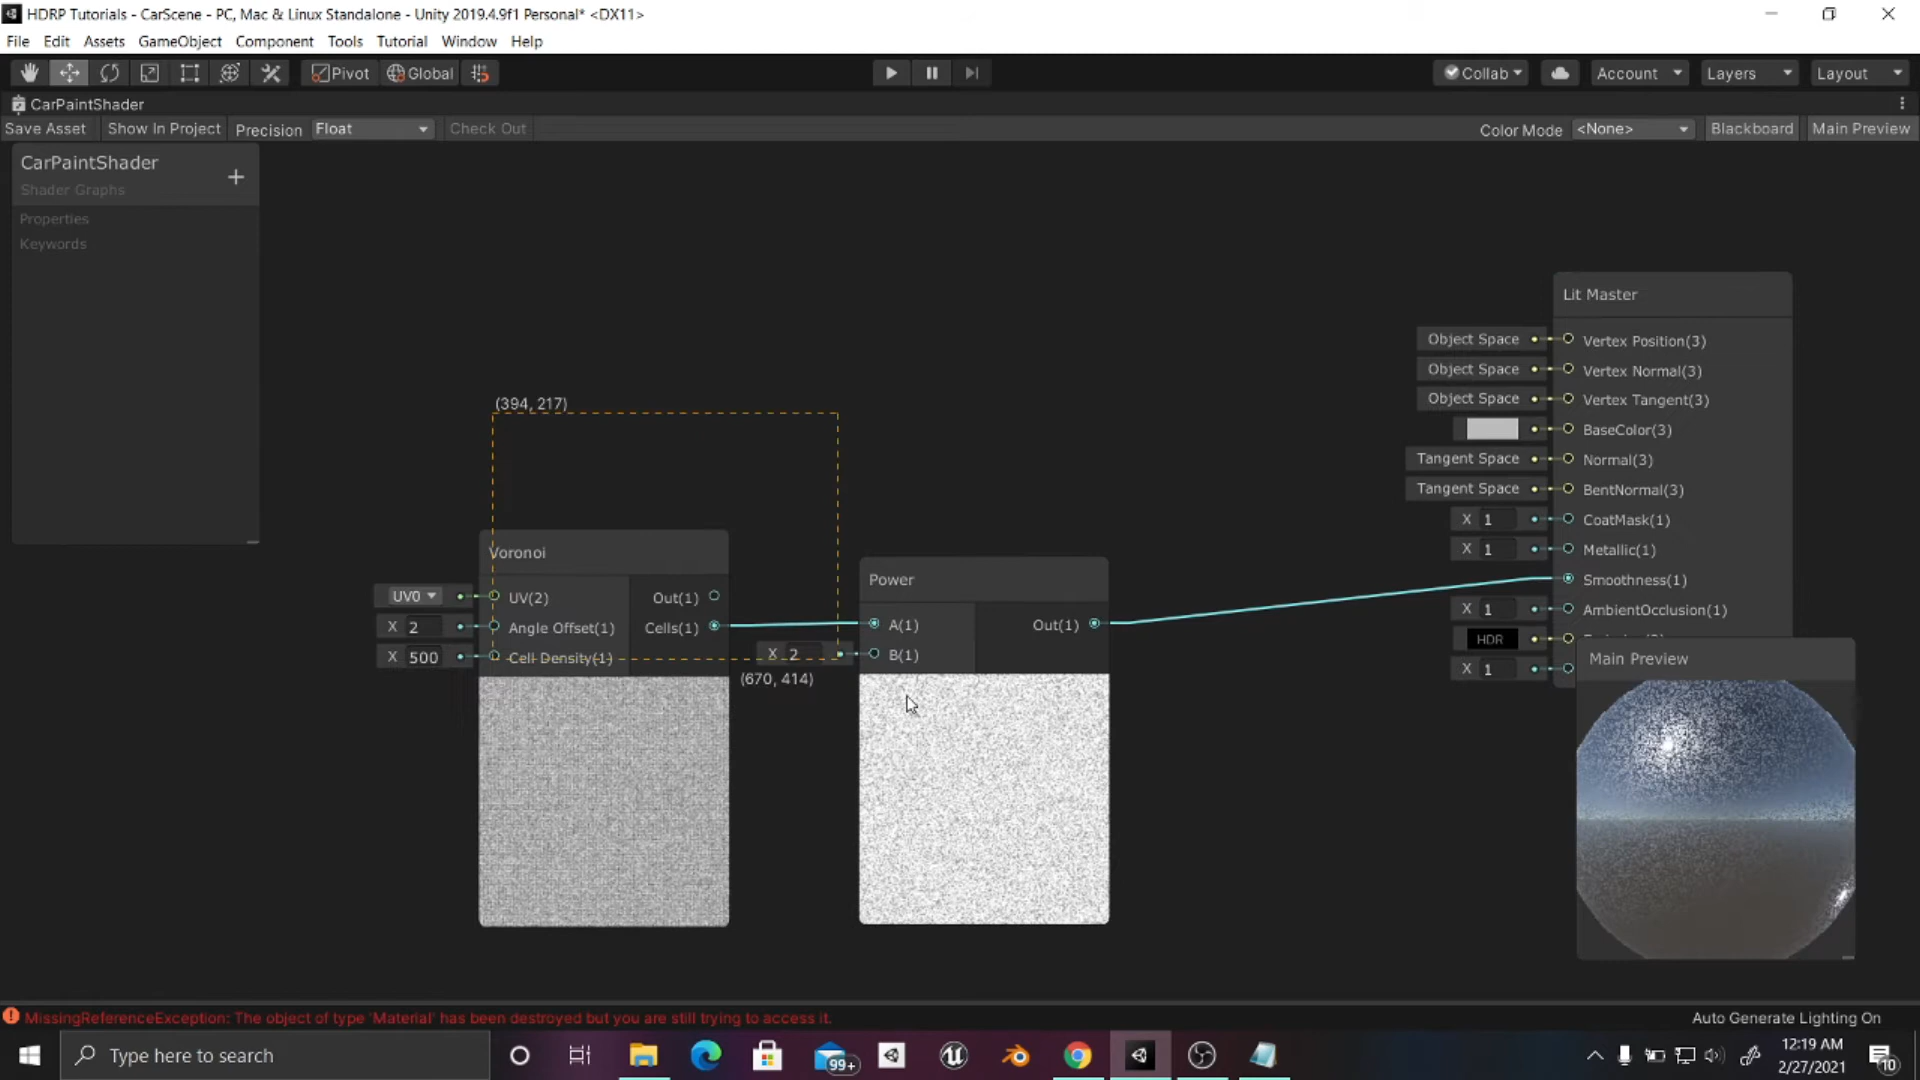 HDRP Tutorials - CarScene - PC, Mac & Linux Standalone - Unity 2019.4.9f1 Personal* <DX11>
File Edit Assets GameObject Component Tools Tutorial Window Help
Pivot Global Collab Account Layers Layout
CarPaintShader
Save Asset Show In Project Precision Float Check Out Color Mode <None> Blackboard Main Preview
CarPaintShader
Shader Graphs
Properties
Keywords
(394, 217)
Voronoi
UV0 UV(2) Out(1)
X 2 Angle Offset(1) Cells(1)
X 500 Cell Density(1)
(670, 414)
Power
A(1) Out(1)
X 2 B(1)
Lit Master
Object Space Vertex Position(3)
Object Space Vertex Normal(3)
Object Space Vertex Tangent(3)
BaseColor(3)
Tangent Space Normal(3)
Tangent Space BentNormal(3)
X 1 CoatMask(1)
X 1 Metallic(1)
Smoothness(1)
X 1 AmbientOcclusion(1)
HDR
X 1
Main Preview
MissingReferenceException: The object of type 'Material' has been destroyed but you are still trying to access it.
Auto Generate Lighting On
Type here to search
99+
12:19 AM
2/27/2021
10